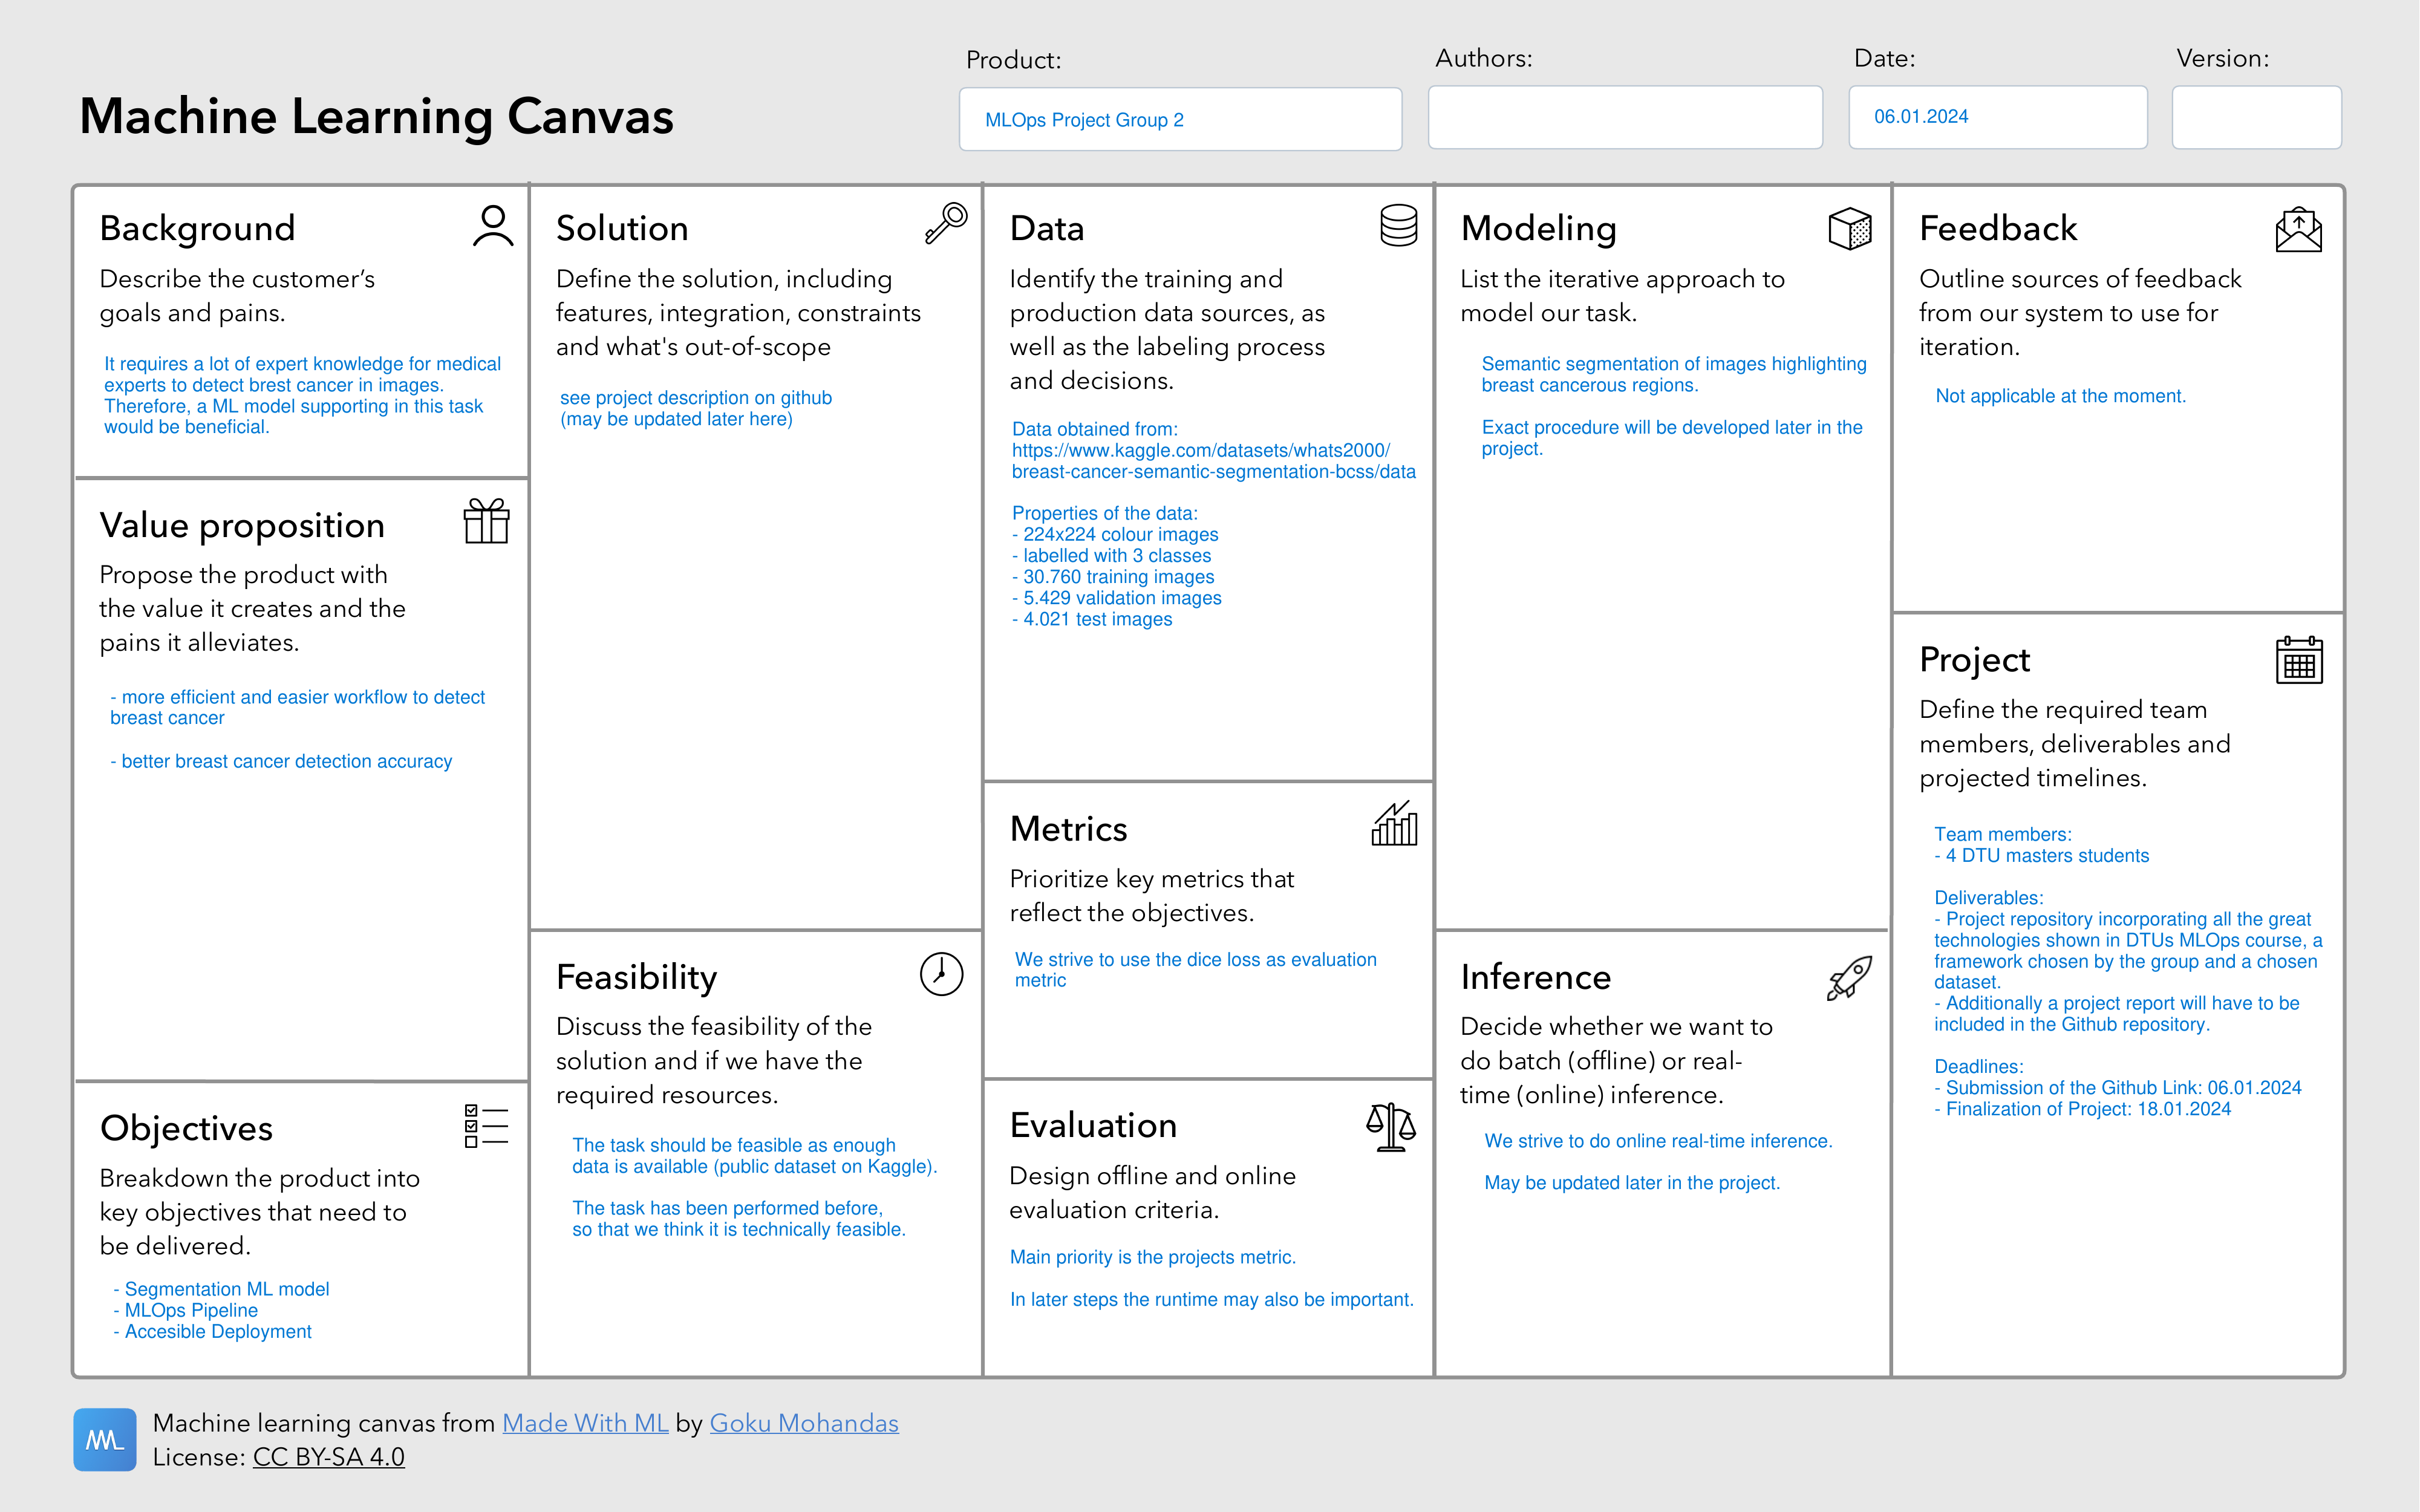 Machine Learning Canvas
Product:
MLOps Project Group 2
Authors:
Date:
06.01.2024
Version:
Background
Describe the customer's
goals and pains.
It requires a lot of expert knowledge for medical
experts to detect brest cancer in images.
Therefore, a ML model supporting in this task
would be beneficial.
Value proposition
Propose the product with
the value it creates and the
pains it alleviates.
- more efficient and easier workflow to detect
breast cancer
- better breast cancer detection accuracy
Objectives
Breakdown the product into
key objectives that need to
be delivered.
- Segmentation ML model
- MLOps Pipeline
- Accesible Deployment
Solution
Define the solution, including
features, integration, constraints
and what's out-of-scope
see project description on github
(may be updated later here)
Feasibility
Discuss the feasibility of the
solution and if we have the
required resources.
The task should be feasible as enough
data is available (public dataset on Kaggle).
The task has been performed before,
so that we think it is technically feasible.
Data
Identify the training and
production data sources, as
well as the labeling process
and decisions.
Data obtained from:
https://www.kaggle.com/datasets/whats2000/
breast-cancer-semantic-segmentation-bcss/data
Properties of the data:
- 224x224 colour images
- labelled with 3 classes
- 30.760 training images
- 5.429 validation images
- 4.021 test images
Metrics
Prioritize key metrics that
reflect the objectives.
We strive to use the dice loss as evaluation
metric
Evaluation
Design offline and online
evaluation criteria.
Main priority is the projects metric.
In later steps the runtime may also be important.
Modeling
List the iterative approach to
model our task.
Semantic segmentation of images highlighting
breast cancerous regions.
Exact procedure will be developed later in the
project.
Inference
Decide whether we want to
do batch (offline) or real-
time (online) inference.
We strive to do online real-time inference.
May be updated later in the project.
Feedback
Outline sources of feedback
from our system to use for
iteration.
Not applicable at the moment.
Project
Define the required team
members, deliverables and
projected timelines.
Team members:
- 4 DTU masters students
Deliverables:
- Project repository incorporating all the great
technologies shown in DTUs MLOps course, a
framework chosen by the group and a chosen
dataset.
- Additionally a project report will have to be
included in the Github repository.
Deadlines:
- Submission of the Github Link: 06.01.2024
- Finalization of Project: 18.01.2024
Machine learning canvas from Made With ML by Goku Mohandas
License: CC BY-SA 4.0